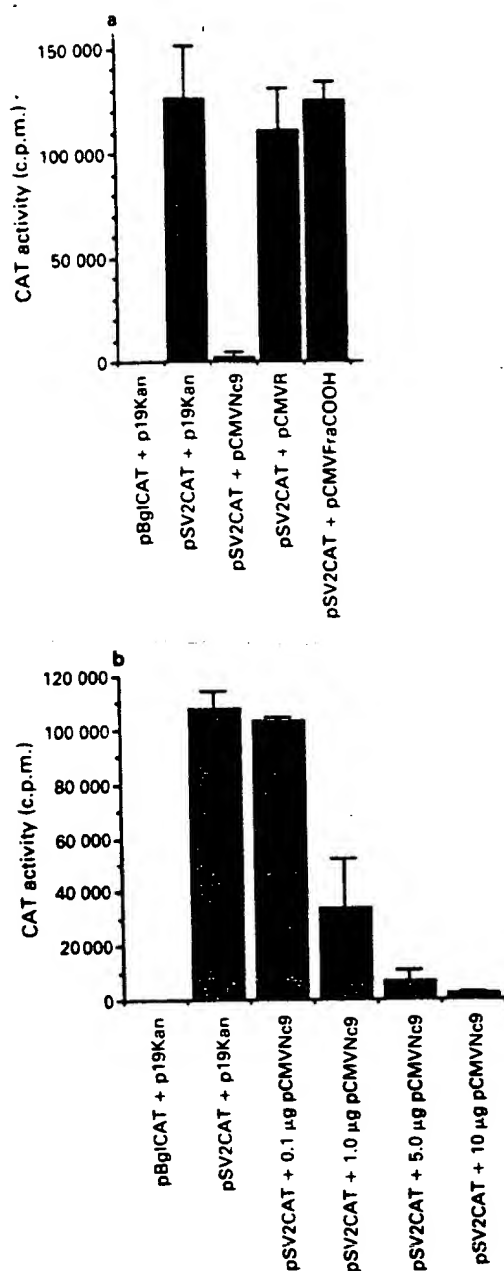 a
150 000
100 000
50 000
0
CAT activity (c.p.m.)
pBglCAT + p19Kan
pSV2CAT + p19Kan
pSV2CAT + pCMVNc9
pSV2CAT + pCMVR
pSV2CAT + pCMVFraCOOH
b
120 000
100 000
80 000
60 000
40 000
20 000
0
CAT activity (c.p.m.)
pBglCAT + p19Kan
pSV2CAT + p19Kan
pSV2CAT + 0.1 μg pCMVNc9
pSV2CAT + 1.0 μg pCMVNc9
pSV2CAT + 5.0 μg pCMVNc9
pSV2CAT + 10 μg pCMVNc9